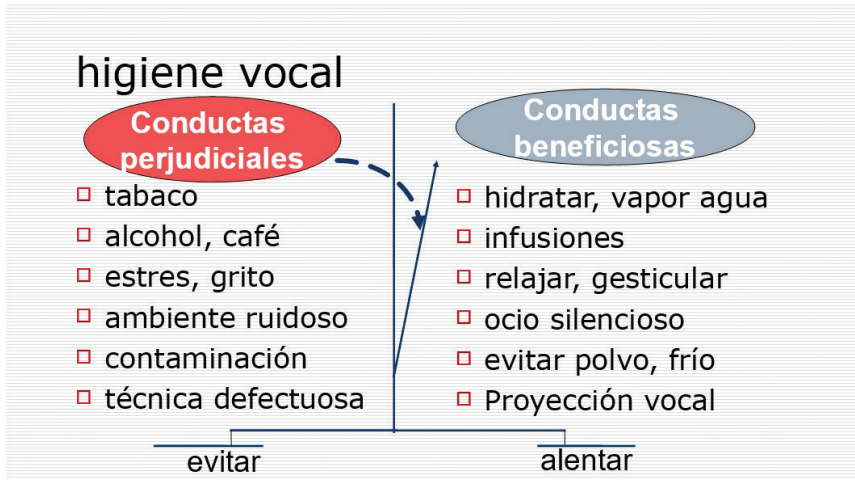 higiene vocal
Conductas
perjudiciales
tabaco
alcohol, café
estres, grito
ambiente ruidoso
contaminación
técnica defectuosa
evitar
Conductas
beneficiosas
hidratar, vapor agua
infusiones
relajar, gesticular
ocio silencioso
evitar polvo, frío
Proyección vocal
alentar